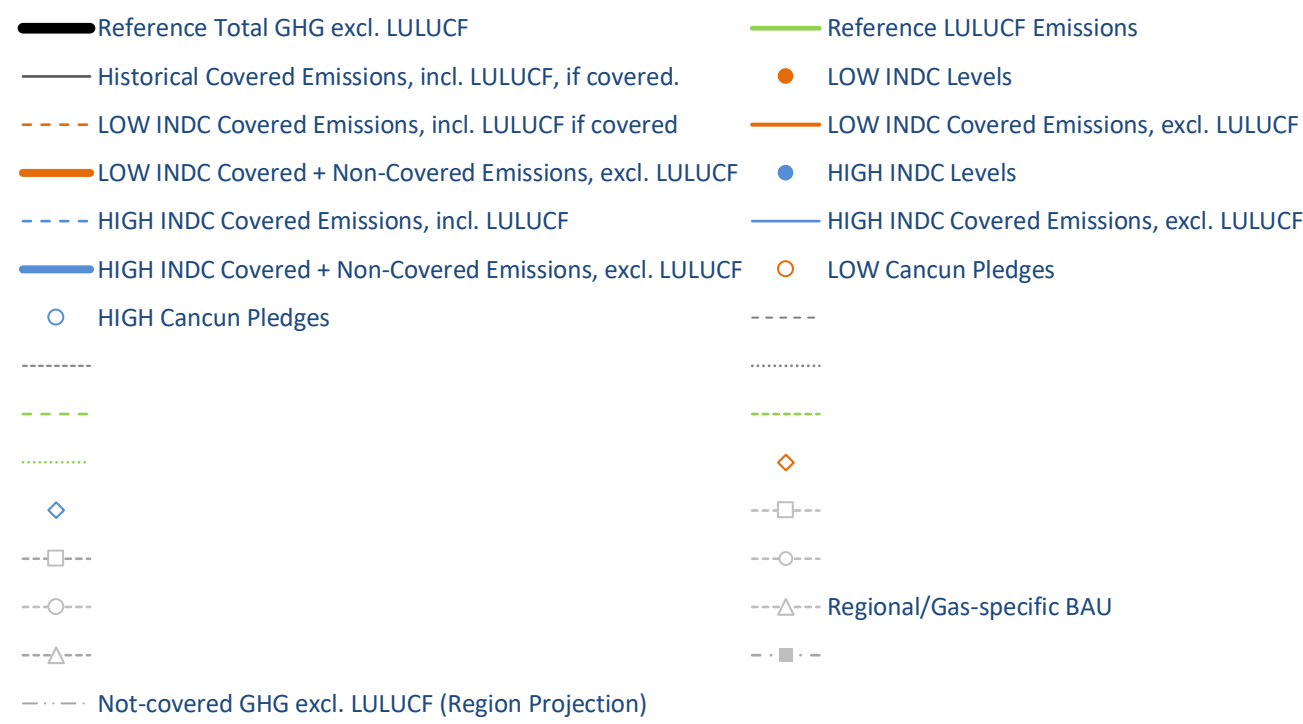 Reference Total GHG excl. LULUCF
Reference LULUCF Emissions
Historical Covered Emissions, incl. LULUCF, if covered.
LOW INDC Levels
LOW INDC Covered Emissions, incl. LULUCF if covered
LOW INDC Covered Emissions, excl. LULUCF
LOW INDC Covered + Non-Covered Emissions, excl. LULUCF
HIGH INDC Levels
HIGH INDC Covered Emissions, incl. LULUCF
HIGH INDC Covered Emissions, excl. LULUCF
HIGH INDC Covered + Non-Covered Emissions, excl. LULUCF
LOW Cancun Pledges
HIGH Cancun Pledges
Regional/Gas-specific BAU
Not-covered GHG excl. LULUCF (Region Projection)